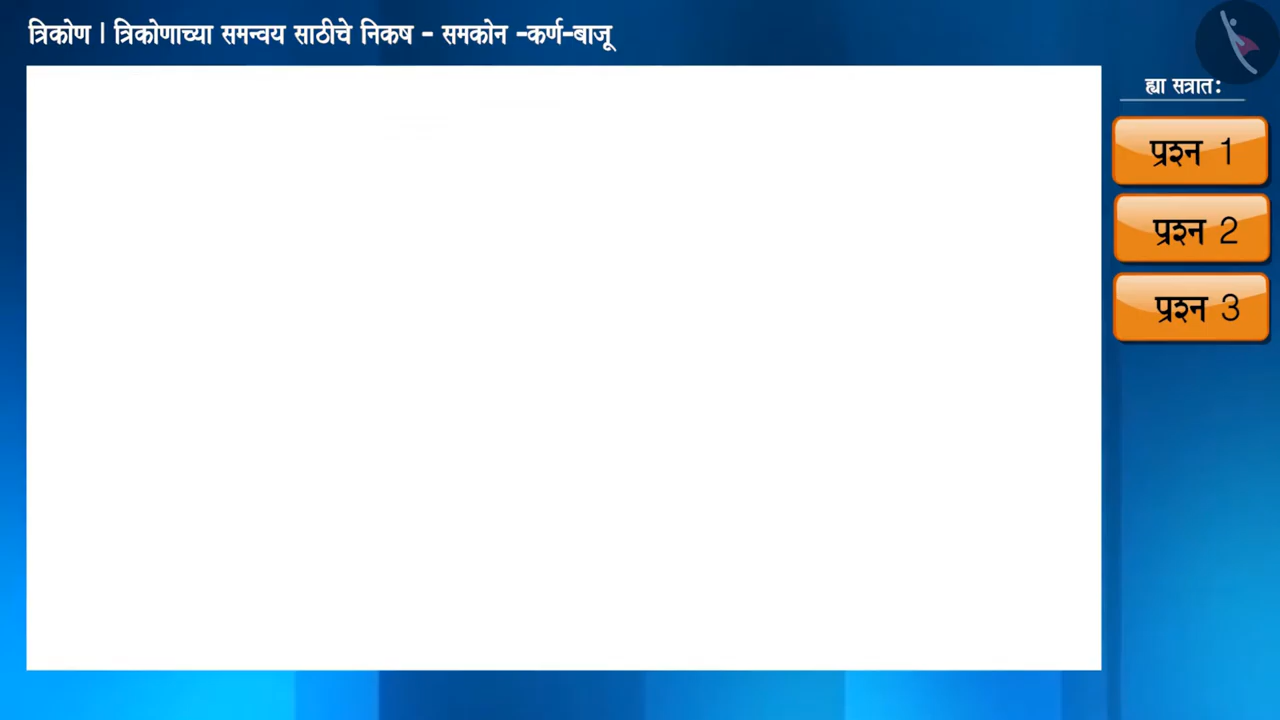 त्रिकोण | त्रिकोणाच्या समन्वय साठीचे निकष - समकोन -कर्ण-बाजू
ह्या सत्रात:
प्रश्न 1
प्रश्न 2
प्रश्न 3